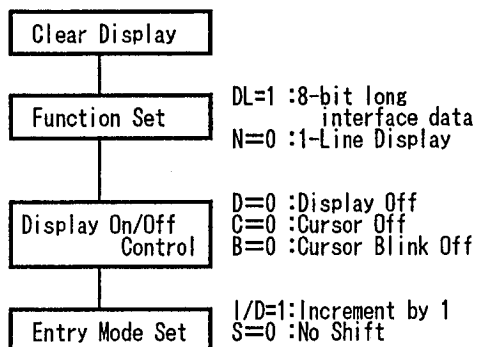 Clear Display
Function Set
DL=1 :8-bit long
interface data
N=0 :1-Line Display
Display On/Off
Control
D=0 :Display Off
C=0 :Cursor Off
B=0 :Cursor Blink Off
Entry Mode Set
I/D=1:Increment by 1
S=0 :No Shift